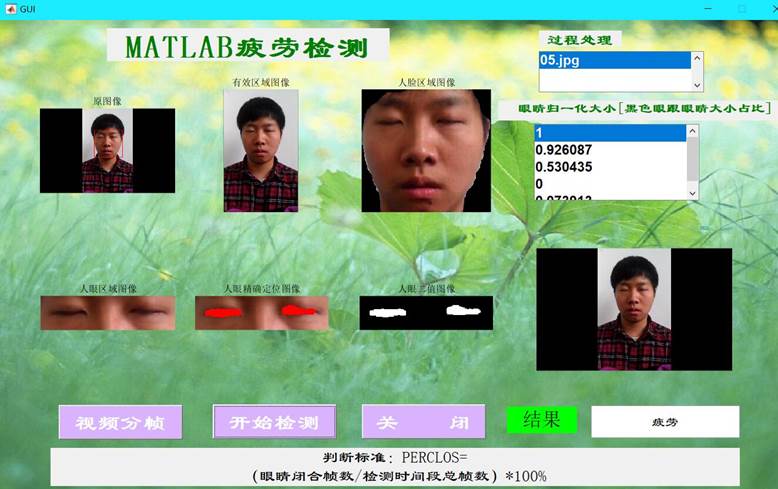 GUI
MATLAB疲劳检测
过程处理
05.jpg
眼睛归一化大小[黑色眼跟眼睛大小占比]
1
0.926087
0.530435
0
原图像
有效区域图像
人脸区域图像
人眼区域图像
人眼精确定位图像
人眼二值图像
视频分帧
开始检测
关 闭
结果
疲劳
判断标准：PERCLOS=
(眼睛闭合帧数/检测时间段总帧数) *100%